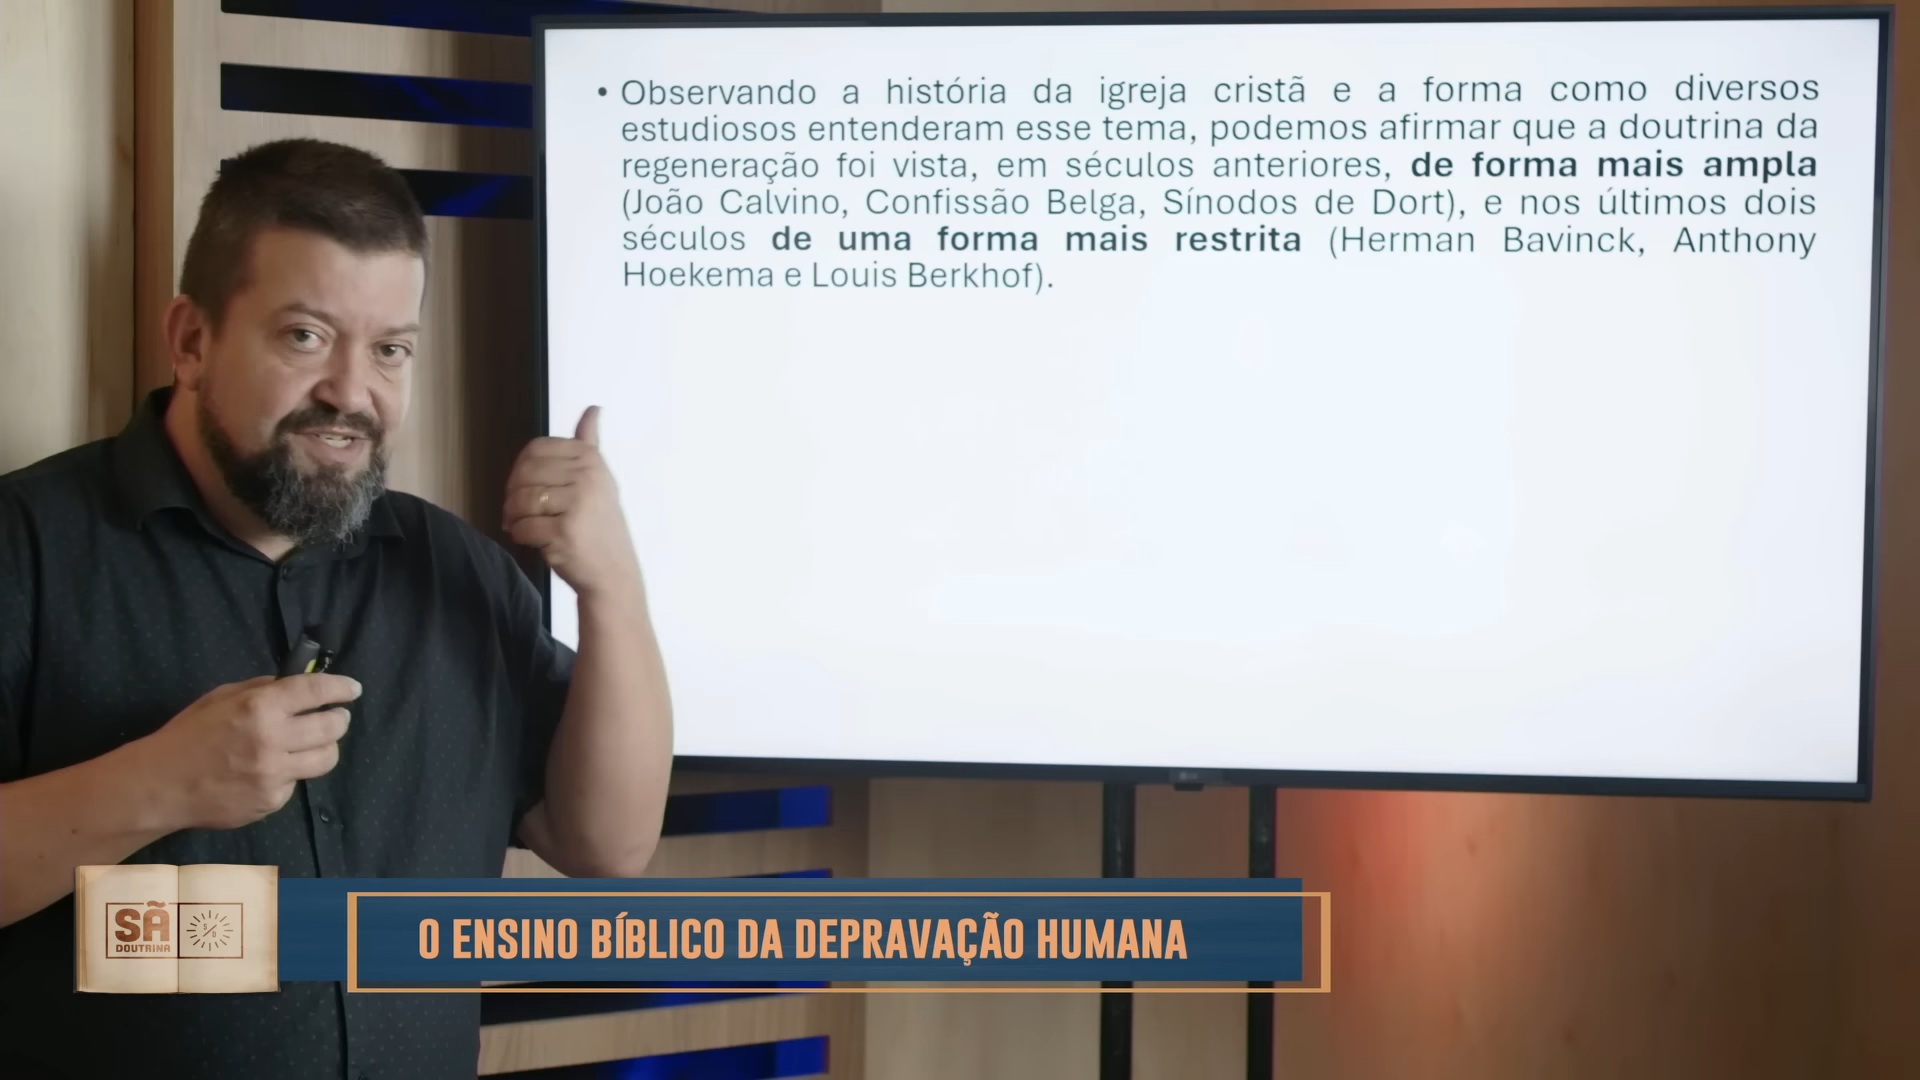 • Observando a história da igreja cristã e a forma como diversos
estudiosos entenderam esse tema, podemos afirmar que a doutrina da
regeneração foi vista, em séculos anteriores, de forma mais ampla
(João Calvino, Confissão Belga, Sínodos de Dort), e nos últimos dois
séculos de uma forma mais restrita (Herman Bavinck, Anthony
Hoekema e Louis Berkhof).
SÃ
DOUTRINA
O ENSINO BÍBLICO DA DEPRAVAÇÃO HUMANA